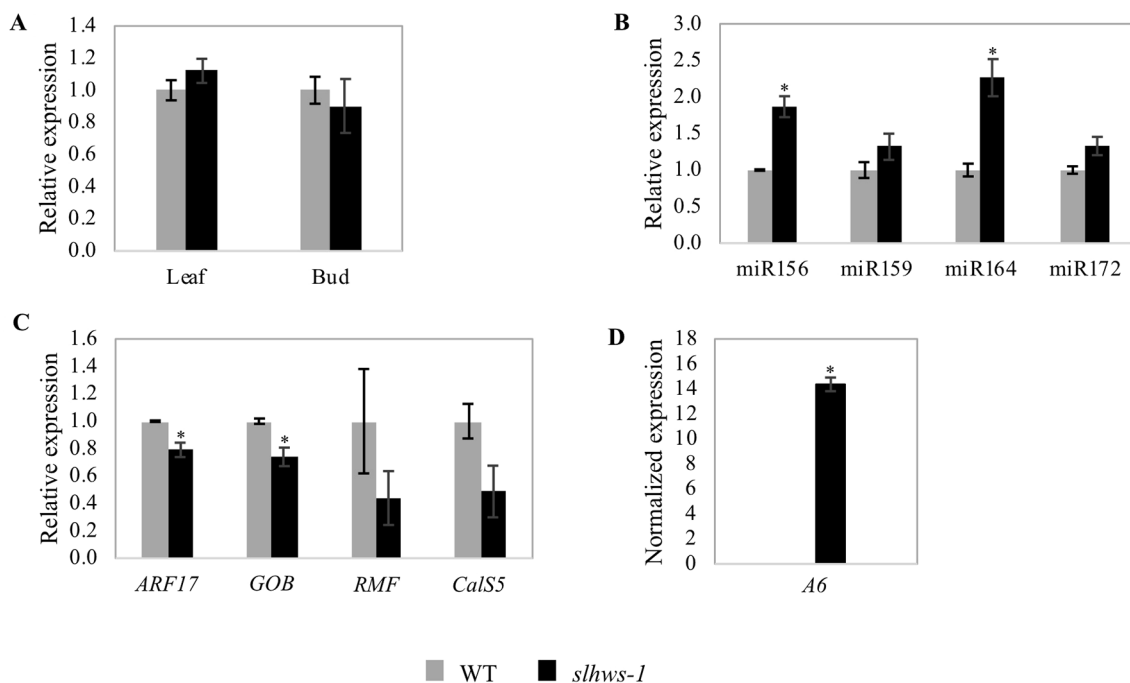 A
Relative expression
1.4
1.2
1.0
0.8
0.6
0.4
0.2
0.0
Leaf Bud
B
Relative expression
3.0
2.5
2.0
1.5
1.0
0.5
0.0
* *
miR156 miR159 miR164 miR172
C
Relative expression
1.6
1.4
1.2
1.0
0.8
0.6
0.4
0.2
0.0
* *
ARF17 GOB RMF CalS5
D
Normalized expression
18
16
14
12
10
8
6
4
2
0
*
A6
WT slhws-1